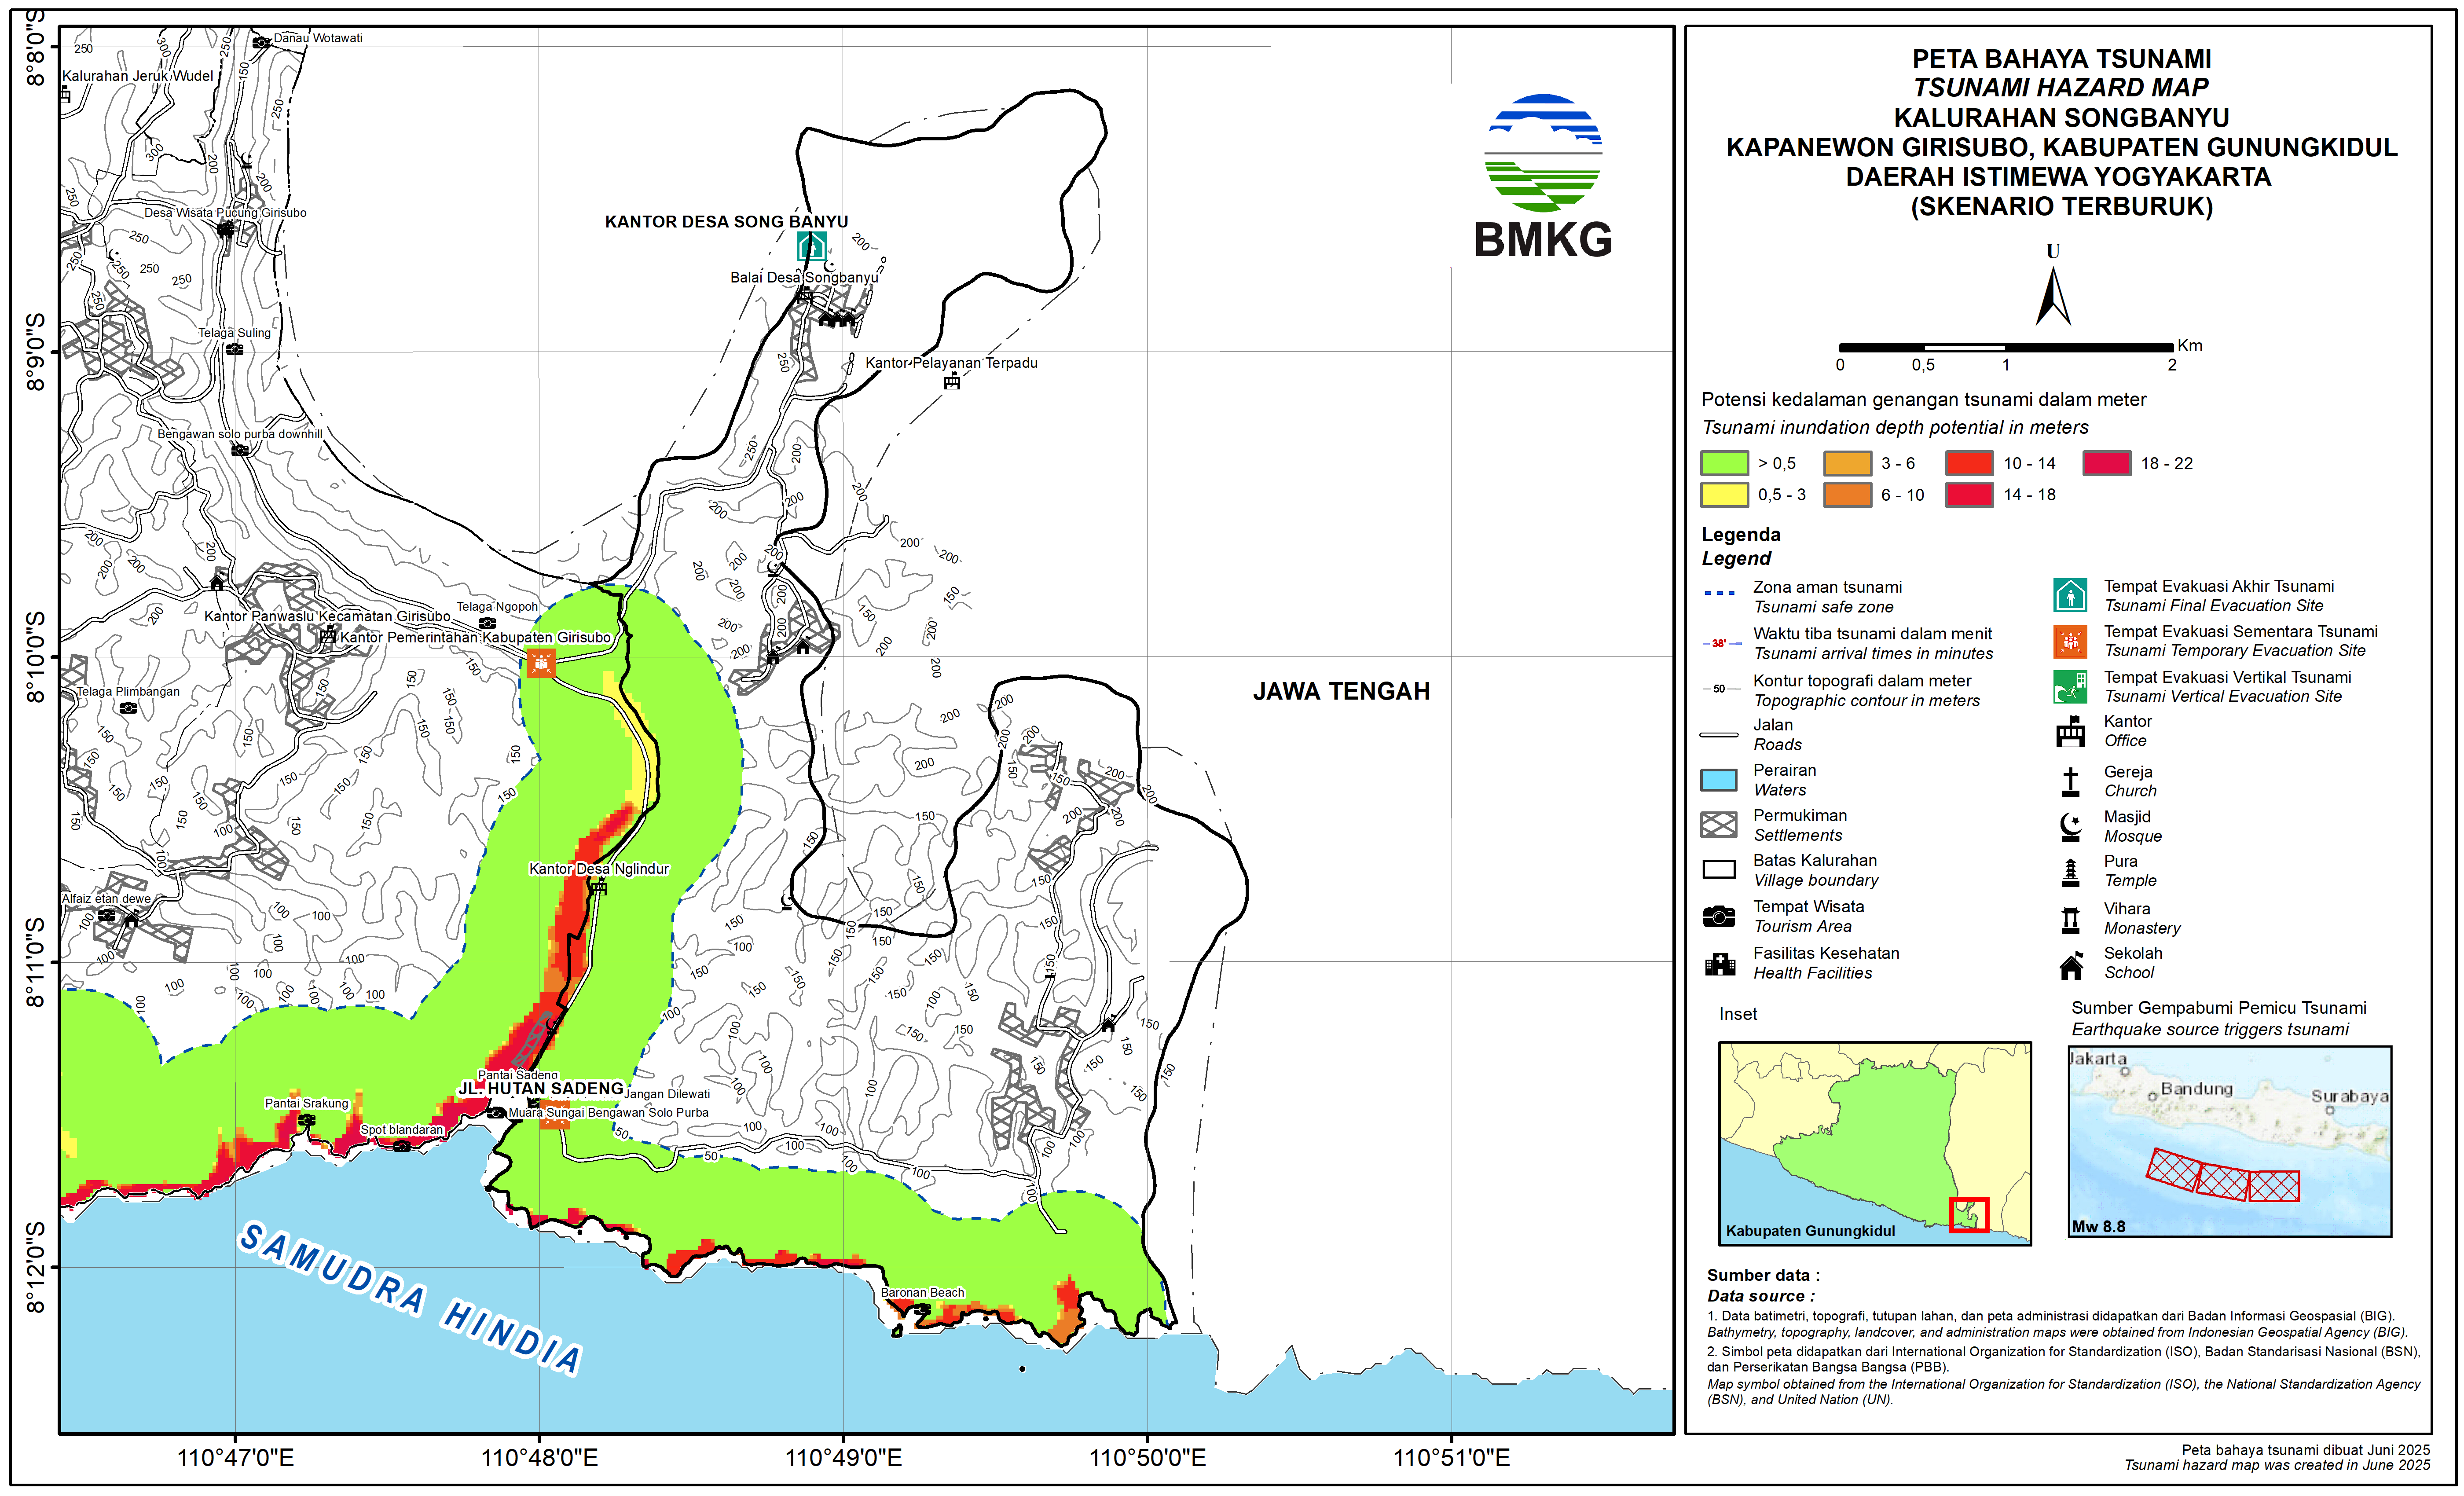 PETA BAHAYA TSUNAMI
TSUNAMI HAZARD MAP
KALURAHAN SONGBANYU
KAPANEWON GIRISUBO, KABUPATEN GUNUNGKIDUL
DAERAH ISTIMEWA YOGYAKARTA
(SKENARIO TERBURUK)
U
Km
0 0,5 1 2
Potensi kedalaman genangan tsunami dalam meter
Tsunami inundation depth potential in meters
> 0,5
3 - 6
10 - 14
18 - 22
0,5 - 3
6 - 10
14 - 18
Legenda
Legend
Zona aman tsunami
Tsunami safe zone
38'
Waktu tiba tsunami dalam menit
Tsunami arrival times in minutes
50
Kontur topografi dalam meter
Topographic contour in meters
Jalan
Roads
Perairan
Waters
Permukiman
Settlements
Batas Kalurahan
Village boundary
Tempat Wisata
Tourism Area
Fasilitas Kesehatan
Health Facilities
Tempat Evakuasi Akhir Tsunami
Tsunami Final Evacuation Site
Tempat Evakuasi Sementara Tsunami
Tsunami Temporary Evacuation Site
Tempat Evakuasi Vertikal Tsunami
Tsunami Vertical Evacuation Site
Kantor
Office
Gereja
Church
Masjid
Mosque
Pura
Temple
Vihara
Monastery
Sekolah
School
Inset
Kabupaten Gunungkidul
Sumber Gempabumi Pemicu Tsunami
Earthquake source triggers tsunami
Jakarta
Bandung
Surabaya
Mw 8.8
Sumber data :
Data source :
1. Data batimetri, topografi, tutupan lahan, dan peta administrasi didapatkan dari Badan Informasi Geospasial (BIG).
Bathymetry, topography, landcover, and administration maps were obtained from Indonesian Geospatial Agency (BIG).
2. Simbol peta didapatkan dari International Organization for Standardization (ISO), Badan Standarisasi Nasional (BSN),
dan Perserikatan Bangsa Bangsa (PBB).
Map symbol obtained from the International Organization for Standardization (ISO), the National Standardization Agency
(BSN), and United Nation (UN).
Peta bahaya tsunami dibuat Juni 2025
Tsunami hazard map was created in June 2025
BMKG
Danau Wotawati
Kalurahan Jeruk Wudel
Desa Wisata Pucung Girisubo
KANTOR DESA SONG BANYU
Balai Desa Songbanyu
Telaga Suling
Kantor Pelayanan Terpadu
Bengawan solo purba downhill
Telaga Ngopoh
Kantor Panwaslu Kecamatan Girisubo
Kantor Pemerintahan Kabupaten Girisubo
Telaga Plimbangan
JAWA TENGAH
Kantor Desa Nglindur
Alfaiz etan dewe
Pantai Sadeng
JL. HUTAN SADENG
Jangan Dilewati
Pantai Srakung
Muara Sungai Bengawan Solo Purba
Spot blandaran
Baronan Beach
SAMUDRA HINDIA
8°8'0"S
8°9'0"S
8°10'0"S
8°11'0"S
8°12'0"S
110°47'0"E
110°48'0"E
110°49'0"E
110°50'0"E
110°51'0"E